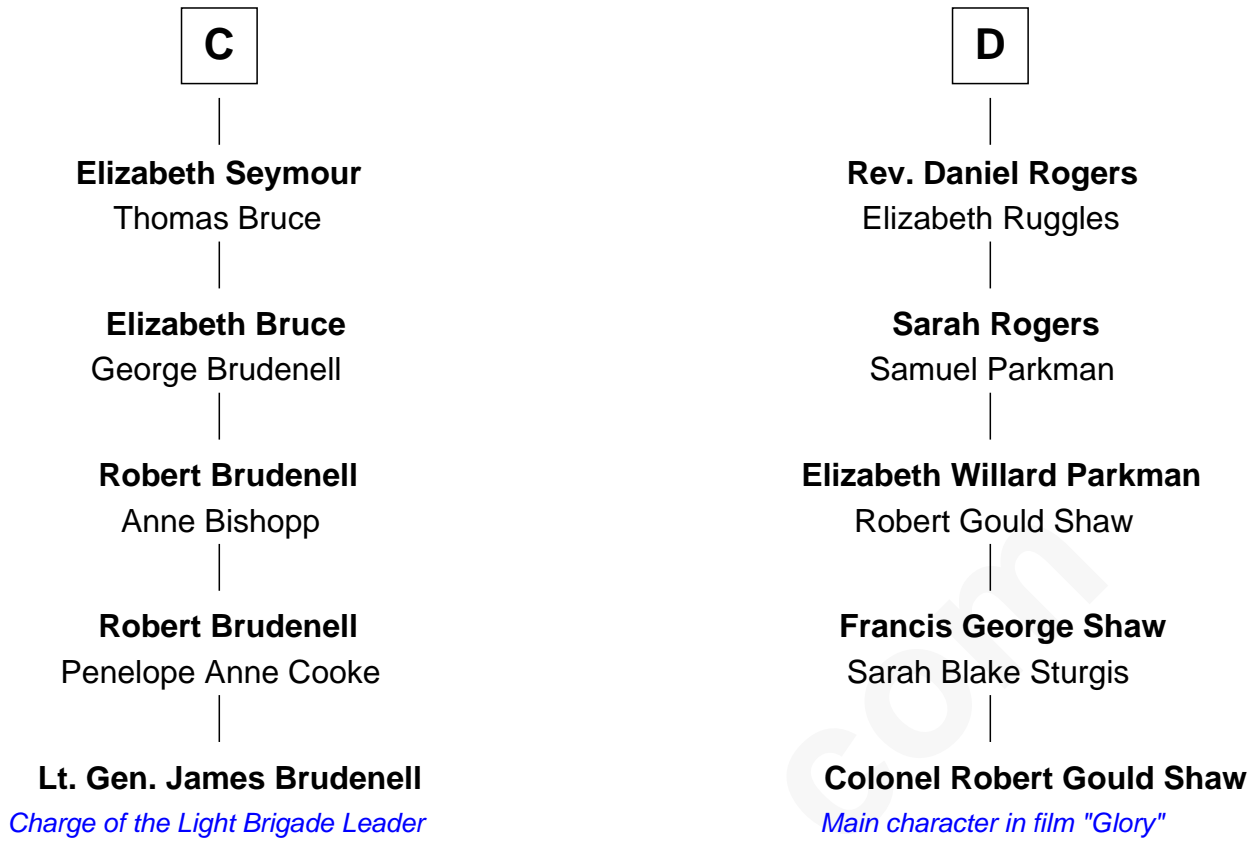 C
Elizabeth Seymour
Thomas Bruce
Elizabeth Bruce
George Brudenell
Robert Brudenell
Anne Bishopp
Robert Brudenell
Penelope Anne Cooke
Lt. Gen. James Brudenell
Charge of the Light Brigade Leader
D
Rev. Daniel Rogers
Elizabeth Ruggles
Sarah Rogers
Samuel Parkman
Elizabeth Willard Parkman
Robert Gould Shaw
Francis George Shaw
Sarah Blake Sturgis
Colonel Robert Gould Shaw
Main character in film "Glory"
com